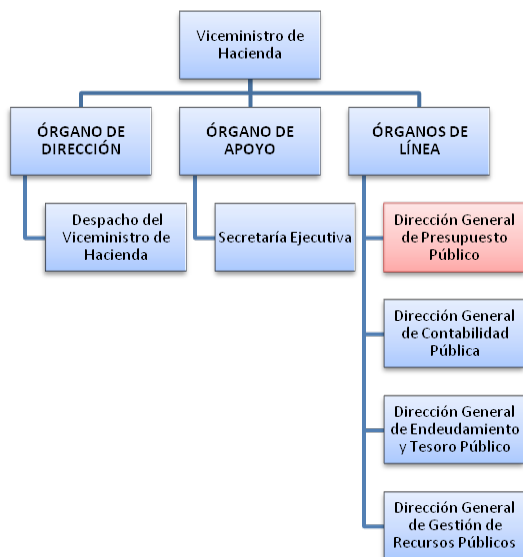 Viceministro de
Hacienda
ÓRGANO DE
DIRECCIÓN
ÓRGANO DE
APOYO
ÓRGANOS DE
LÍNEA
Despacho del
Viceministro de
Hacienda
Secretaría Ejecutiva
Dirección General
de Presupuesto
Público
Dirección General
de Contabilidad
Pública
Dirección General
de Endeudamiento
y Tesoro Público
Dirección General
de Gestión de
Recursos Públicos